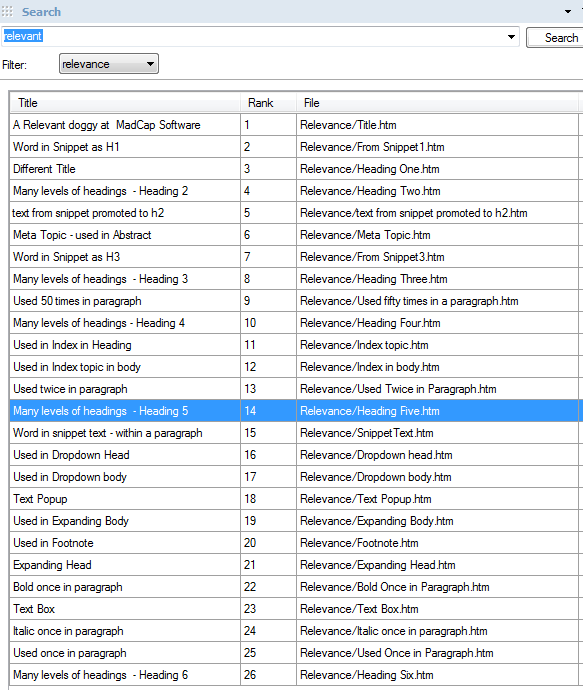 Search
relevant Search
Filter: relevance
Title Rank File
A Relevant doggy at  MadCap Software 1 Relevance/Title.htm
Word in Snippet as H1 2 Relevance/From Snippet1.htm
Different Title 3 Relevance/Heading One.htm
Many levels of headings  - Heading 2 4 Relevance/Heading Two.htm
text from snippet promoted to h2 5 Relevance/text from snippet promoted to h2.htm
Meta Topic - used in Abstract 6 Relevance/Meta Topic.htm
Word in Snippet as H3 7 Relevance/From Snippet3.htm
Many levels of headings  - Heading 3 8 Relevance/Heading Three.htm
Used 50 times in paragraph 9 Relevance/Used fifty times in a paragraph.htm
Many levels of headings - Heading 4 10 Relevance/Heading Four.htm
Used in Index in Heading 11 Relevance/Index topic.htm
Used in Index topic in body 12 Relevance/Index in body.htm
Used twice in paragraph 13 Relevance/Used Twice in Paragraph.htm
Many levels of headings  - Heading 5 14 Relevance/Heading Five.htm
Word in snippet text - within a paragraph 15 Relevance/SnippetText.htm
Used in Dropdown Head 16 Relevance/Dropdown head.htm
Used in Dropdown body 17 Relevance/Dropdown body.htm
Text Popup 18 Relevance/Text Popup.htm
Used in Expanding Body 19 Relevance/Expanding Body.htm
Used in Footnote 20 Relevance/Footnote.htm
Expanding Head 21 Relevance/Expanding Head.htm
Bold once in paragraph 22 Relevance/Bold Once in Paragraph.htm
Text Box 23 Relevance/Text Box.htm
Italic once in paragraph 24 Relevance/Italic once in paragraph.htm
Used once in paragraph 25 Relevance/Used Once in Paragraph.htm
Many levels of headings  - Heading 6 26 Relevance/Heading Six.htm